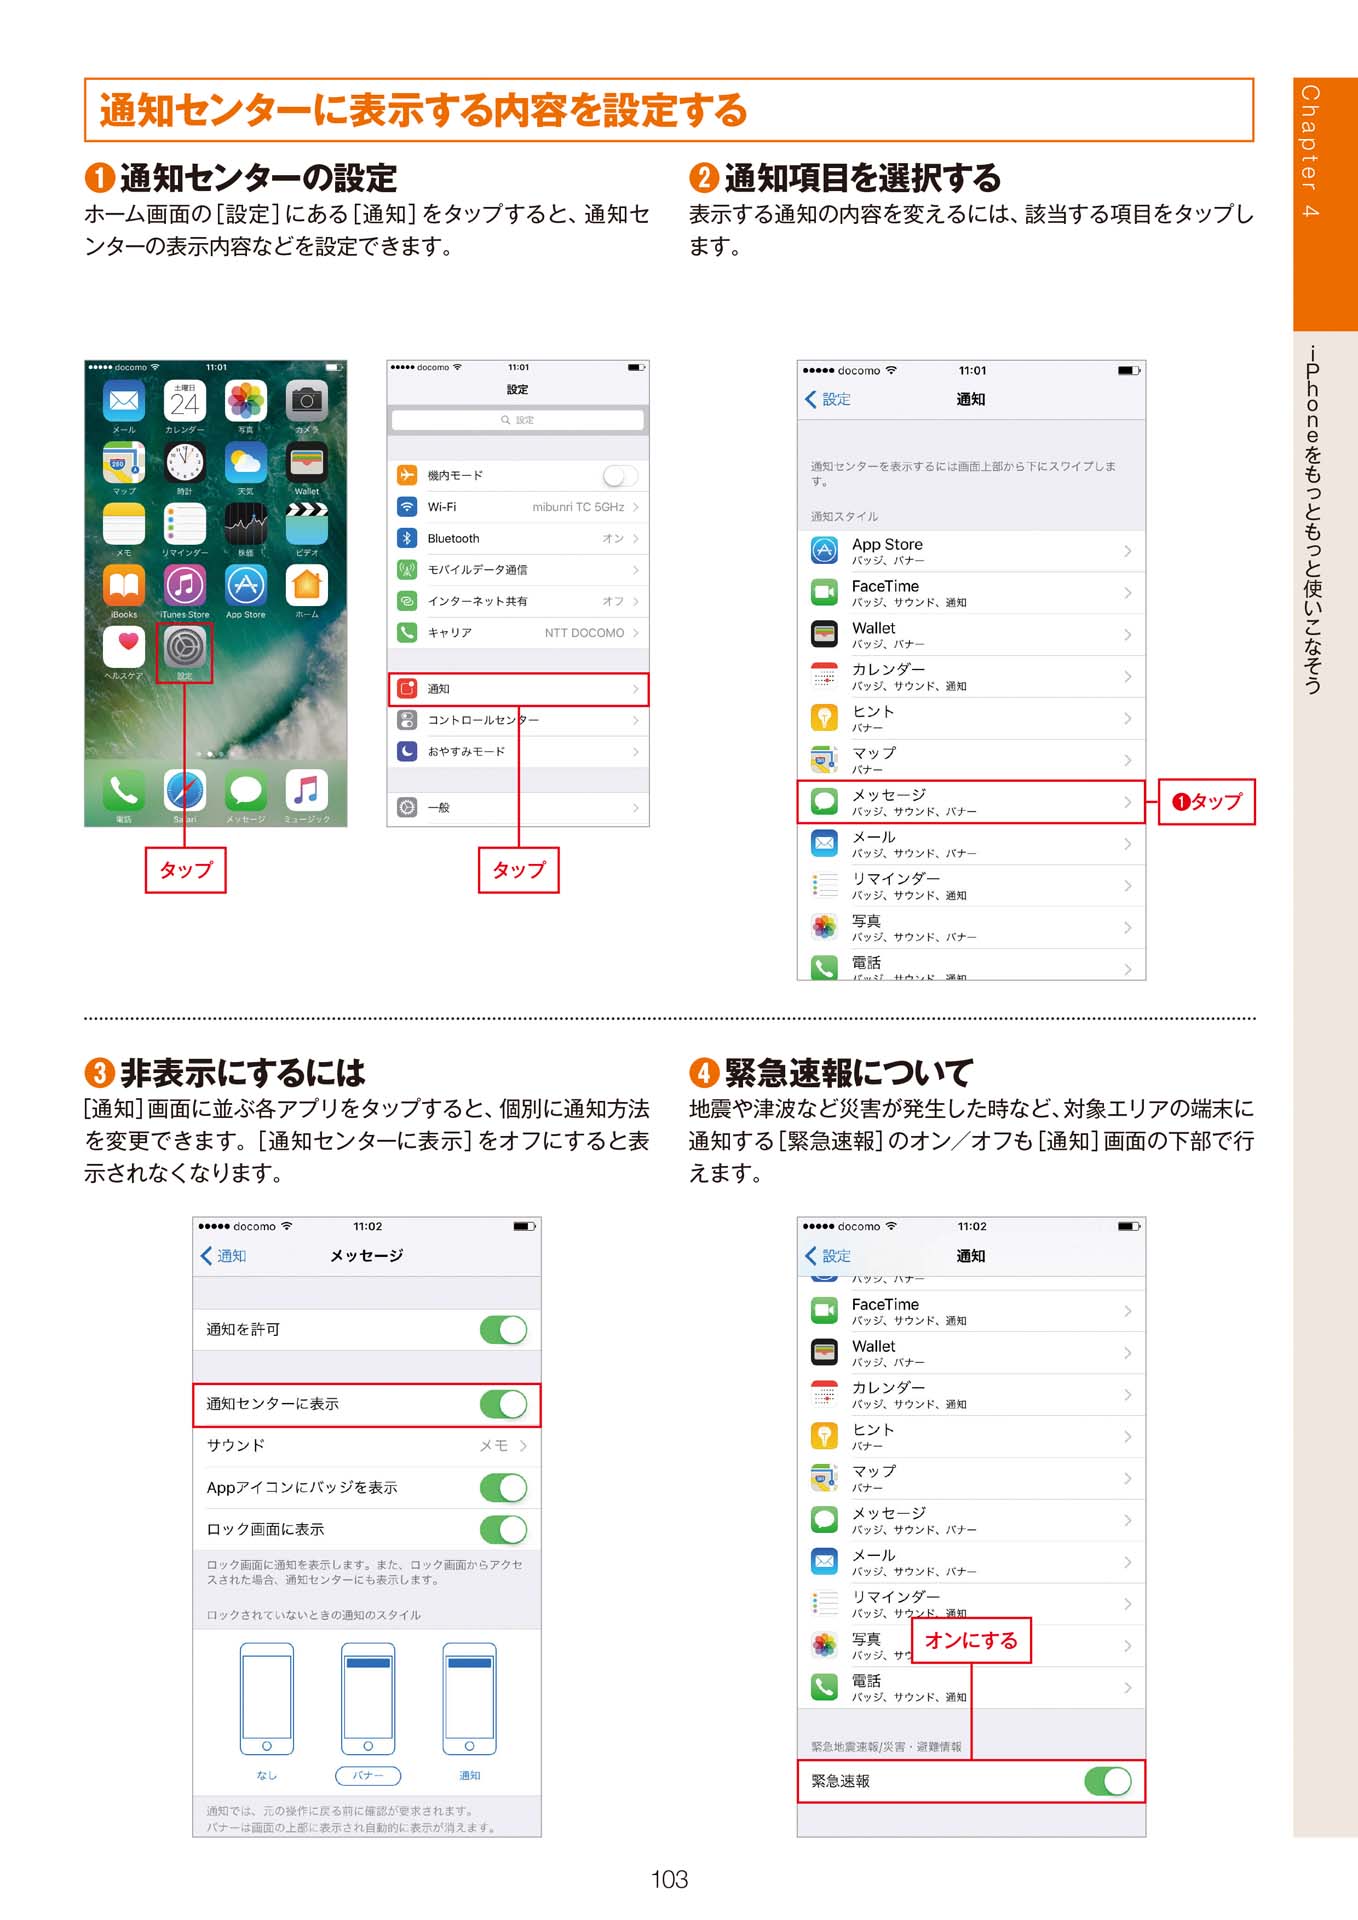 通知センターに表示する内容を設定する
Chapter 4
iPhoneをもっともっと使いこなそう
❶通知センターの設定
ホーム画面の［設定］にある［通知］をタップすると、通知セ
ンターの表示内容などを設定できます。
docomo 11:01
土曜日
24
メール カレンダー 写真 カメラ
280
マップ 時計 天気 Wallet
メモ リマインダー 株価 ビデオ
iBooks iTunes Store App Store ホーム
ヘルスケア 設定
電話 Safari メッセージ ミュージック
タップ
docomo 11:01
設定
設定
機内モード
Wi-Fi mibunri TC 5GHz
Bluetooth オン
モバイルデータ通信
インターネット共有 オフ
キャリア NTT DOCOMO
通知
コントロールセンター
おやすみモード
一般
タップ
❷通知項目を選択する
表示する通知の内容を変えるには、該当する項目をタップし
ます。
docomo 11:01
設定 通知
通知センターを表示するには画面上部から下にスワイプしま
す。
通知スタイル
App Store
バッジ、バナー
FaceTime
バッジ、サウンド、通知
Wallet
バッジ、バナー
カレンダー
バッジ、サウンド、通知
ヒント
バナー
マップ
バナー
メッセージ
バッジ、サウンド、バナー
❶タップ
メール
バッジ、サウンド、バナー
リマインダー
バッジ、サウンド、通知
写真
バッジ、サウンド、バナー
電話
バッジ、サウンド、通知
❸非表示にするには
［通知］画面に並ぶ各アプリをタップすると、個別に通知方法
を変更できます。［通知センターに表示］をオフにすると表
示されなくなります。
docomo 11:02
通知 メッセージ
通知を許可
通知センターに表示
サウンド メモ
Appアイコンにバッジを表示
ロック画面に表示
ロック画面に通知を表示します。また、ロック画面からアクセ
スされた場合、通知センターにも表示します。
ロックされていないときの通知のスタイル
なし バナー 通知
通知では、元の操作に戻る前に確認が要求されます。
バナーは画面の上部に表示され自動的に表示が消えます。
❹緊急速報について
地震や津波など災害が発生した時など、対象エリアの端末に
通知する［緊急速報］のオン／オフも［通知］画面の下部で行
えます。
docomo 11:02
設定 通知
バッジ、バナー
FaceTime
バッジ、サウンド、通知
Wallet
バッジ、バナー
カレンダー
バッジ、サウンド、通知
ヒント
バナー
マップ
バナー
メッセージ
バッジ、サウンド、バナー
メール
バッジ、サウンド、バナー
リマインダー
バッジ、サウンド、通知
写真
バッジ、サウ
オンにする
電話
バッジ、サウンド、通知
緊急地震速報/災害・避難情報
緊急速報
103